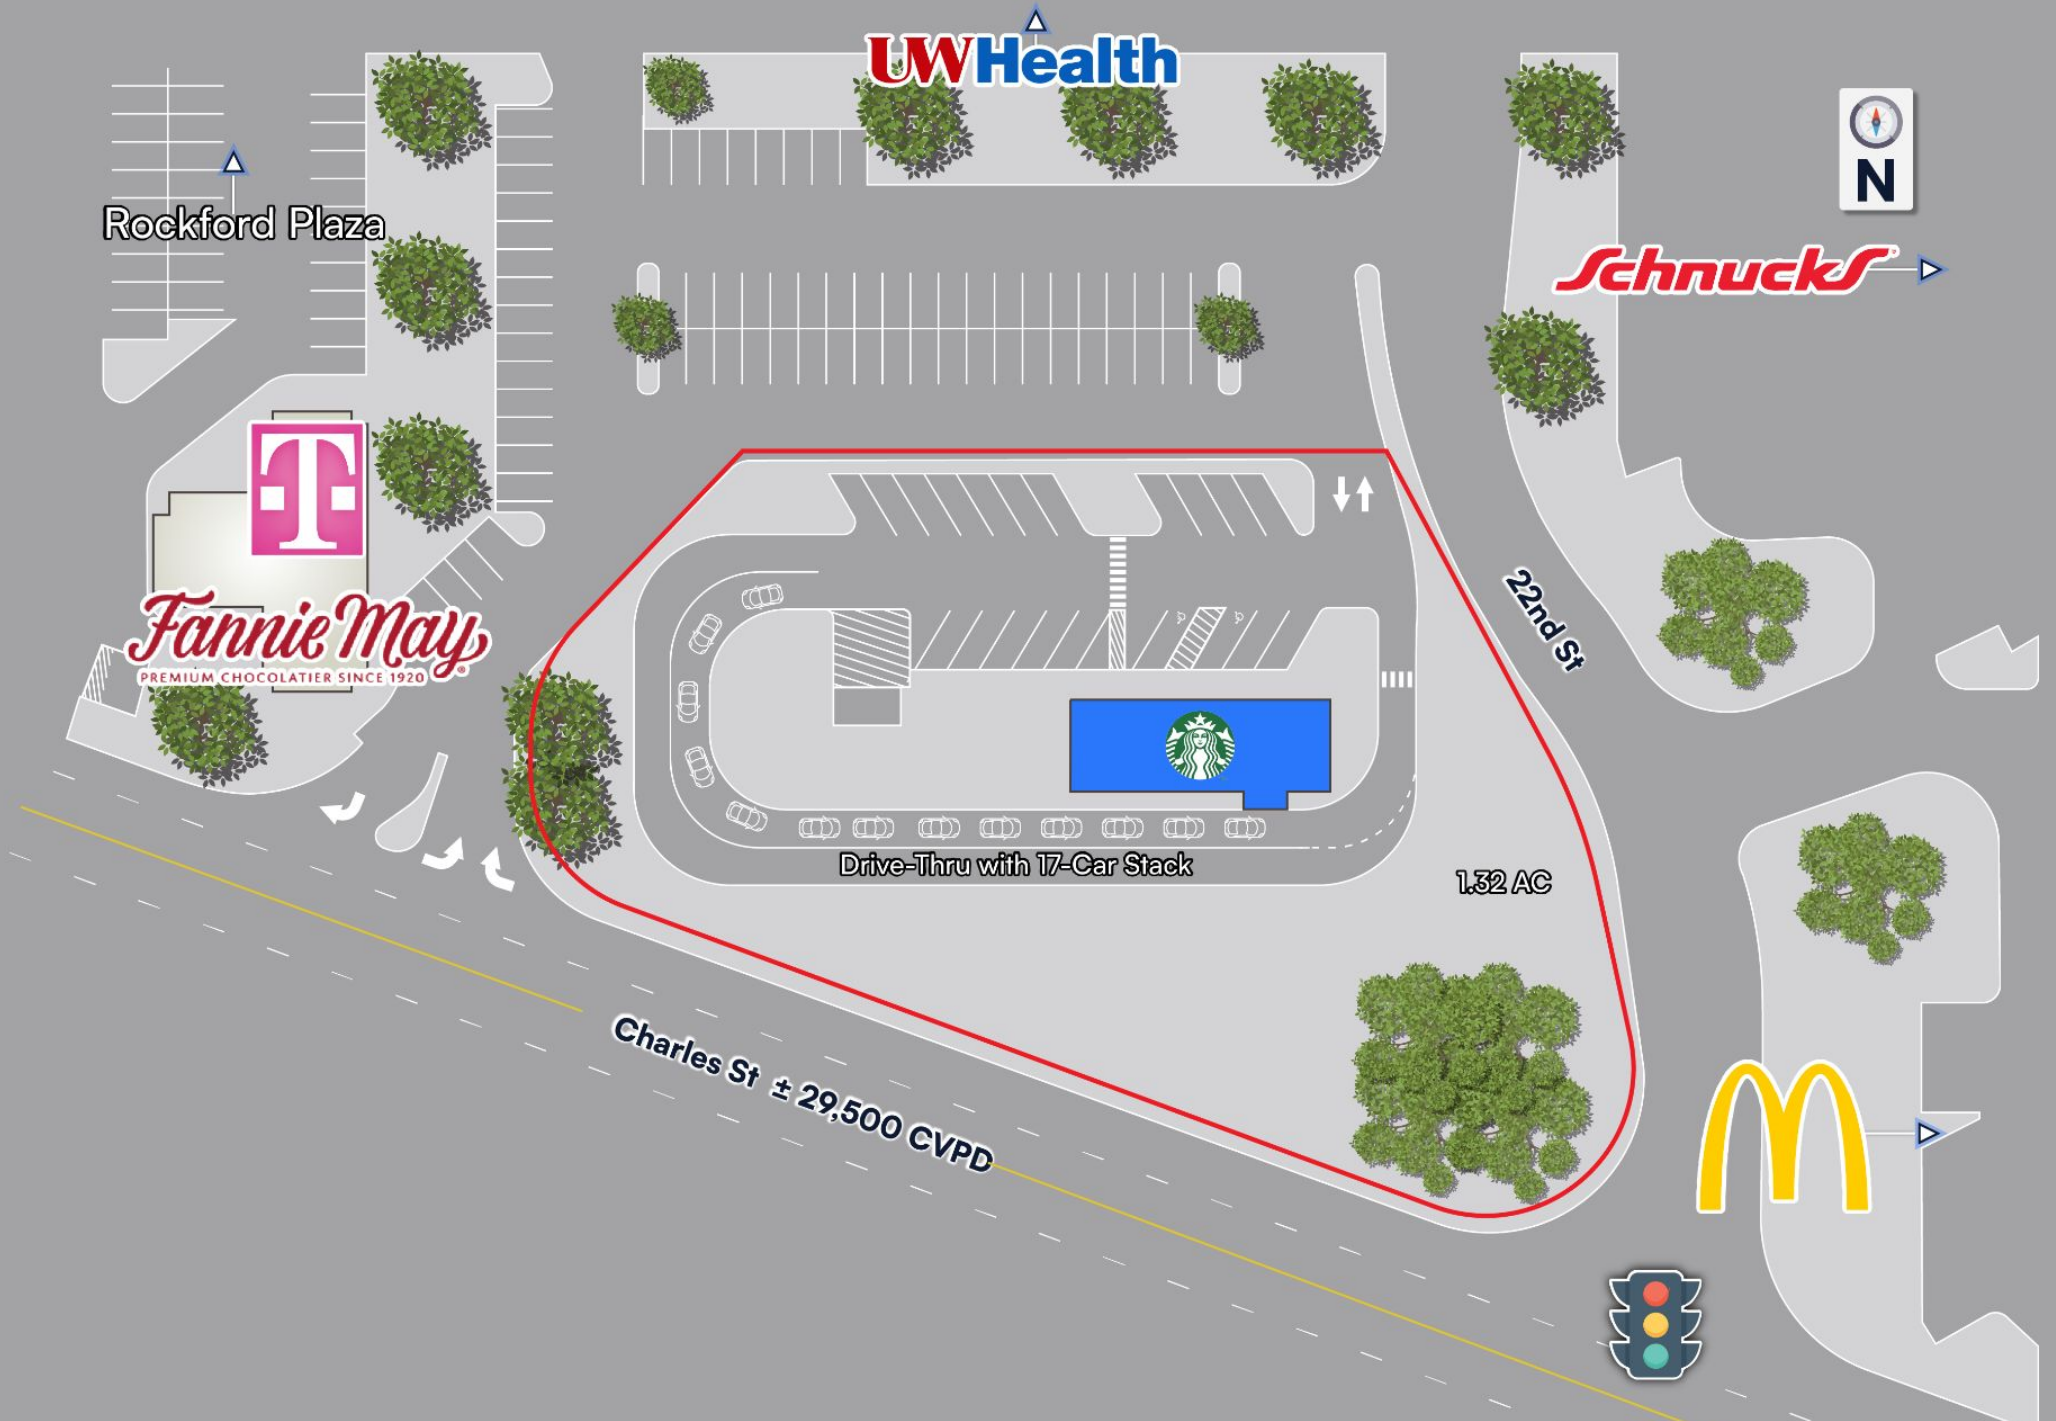 UWHealth
N
Rockford Plaza
Schnucks
T
Fannie May
PREMIUM CHOCOLATIER SINCE 1920
22nd St
Drive-Thru with 17-Car Stack
1.32 AC
Charles St ± 29,500 CVPD